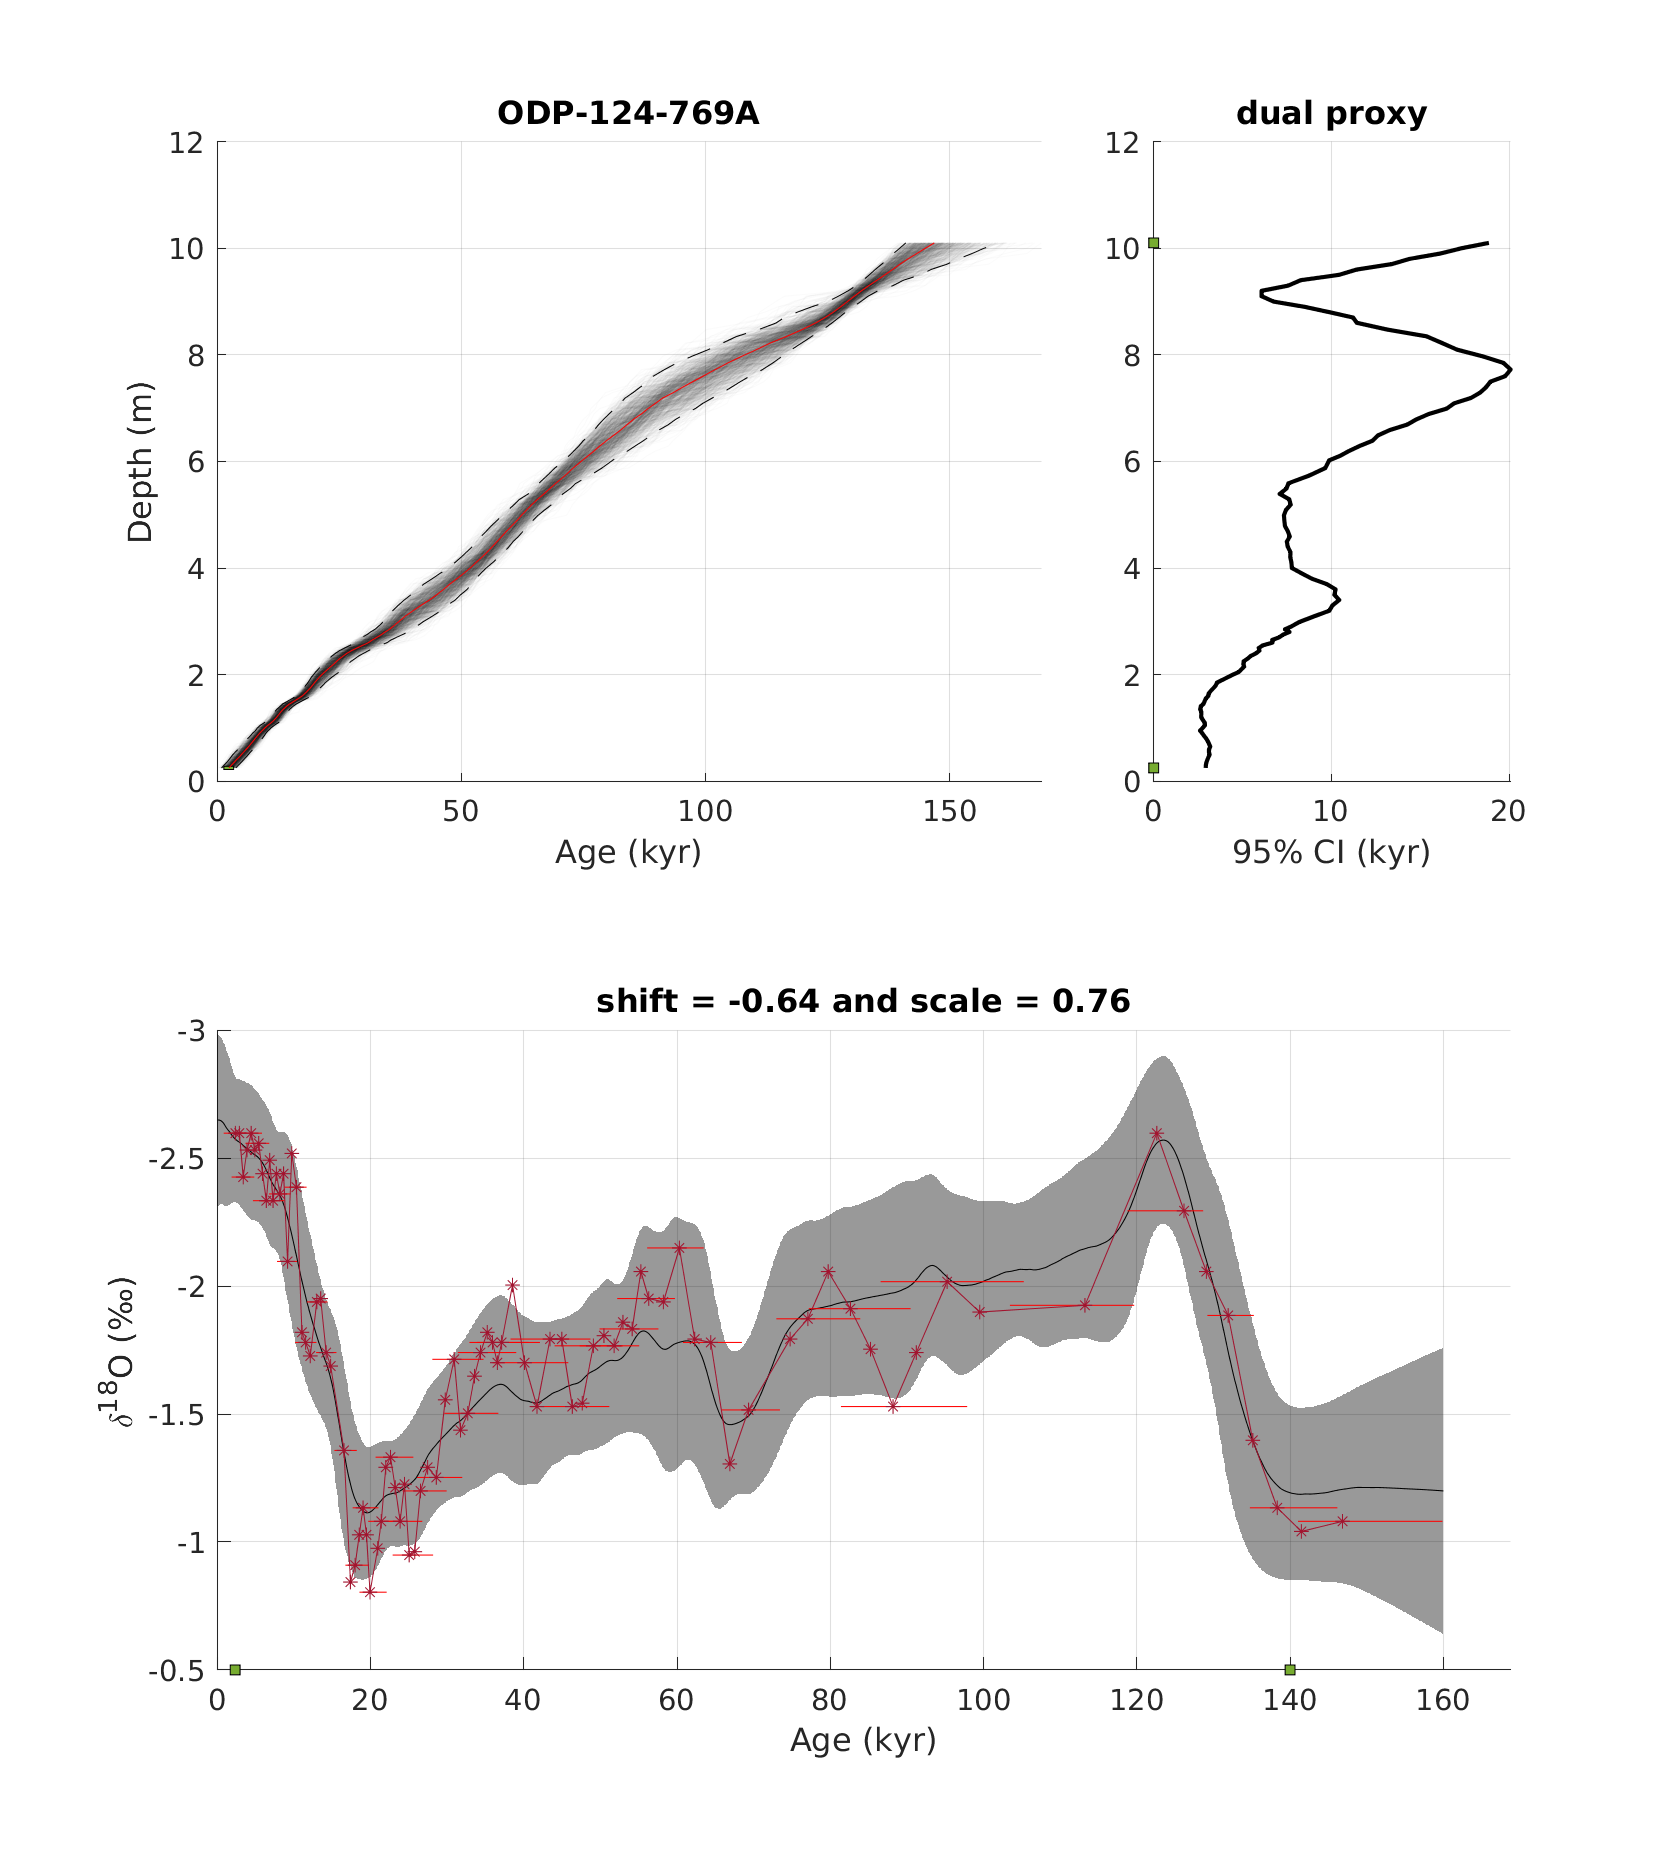 ODP-124-769A
12
10
8
6
4
2
0
0 50 100 150
Depth (m)
Age (kyr)
dual proxy
12
10
8
6
4
2
0
0 10 20
95% CI (kyr)
shift = -0.64 and scale = 0.76
-3
-2.5
-2
-1.5
-1
-0.5
0 20 40 60 80 100 120 140 160
δ18O (‰)
Age (kyr)